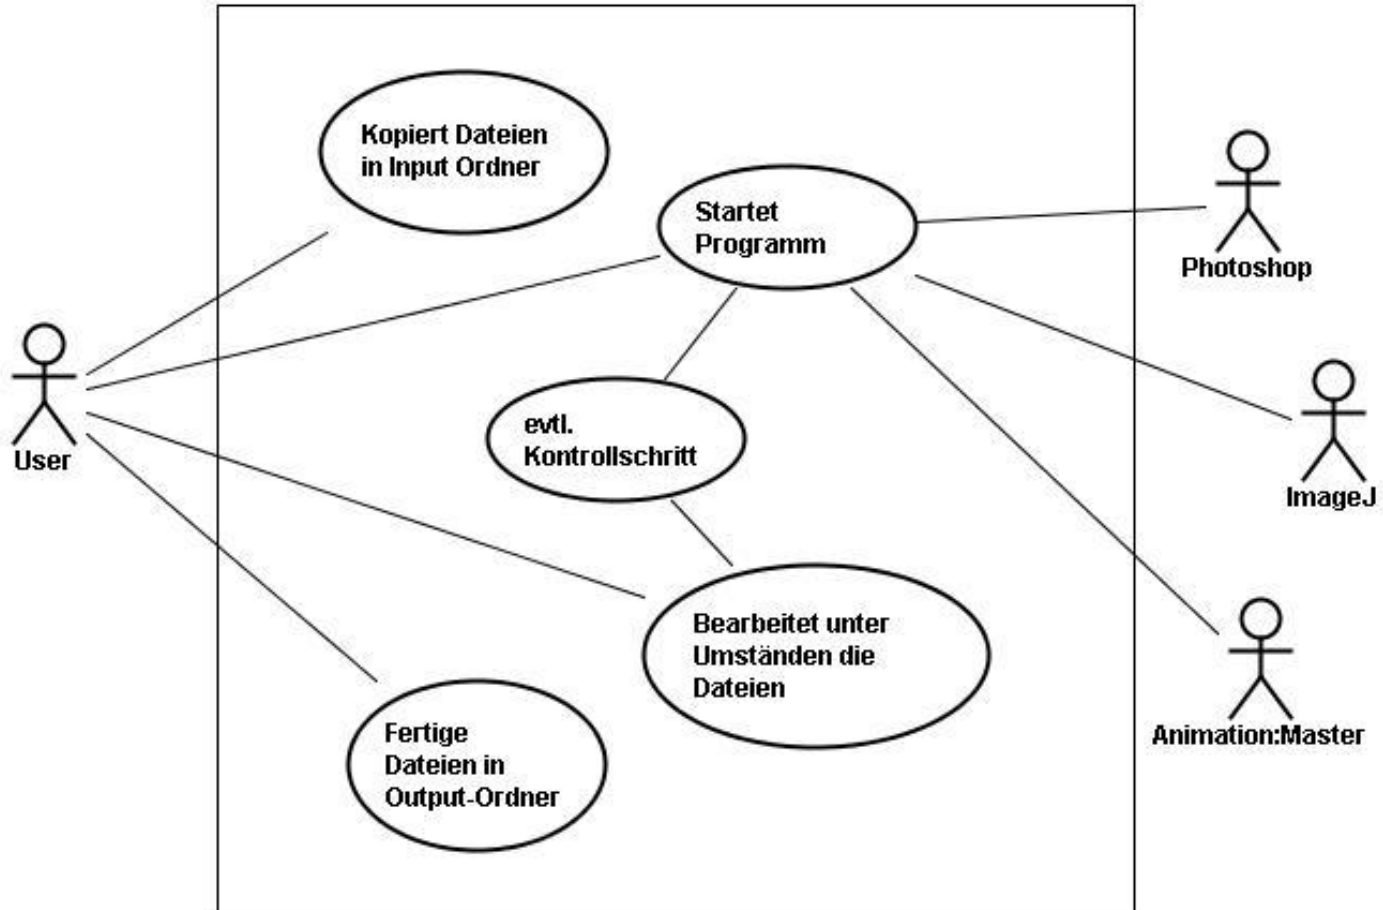 Kopiert Dateien
in Input Ordner
Startet
Programm
Photoshop
User
evtl.
Kontrollschritt
ImageJ
Bearbeitet unter
Umständen die
Dateien
Fertige
Dateien in
Output-Ordner
Animation:Master